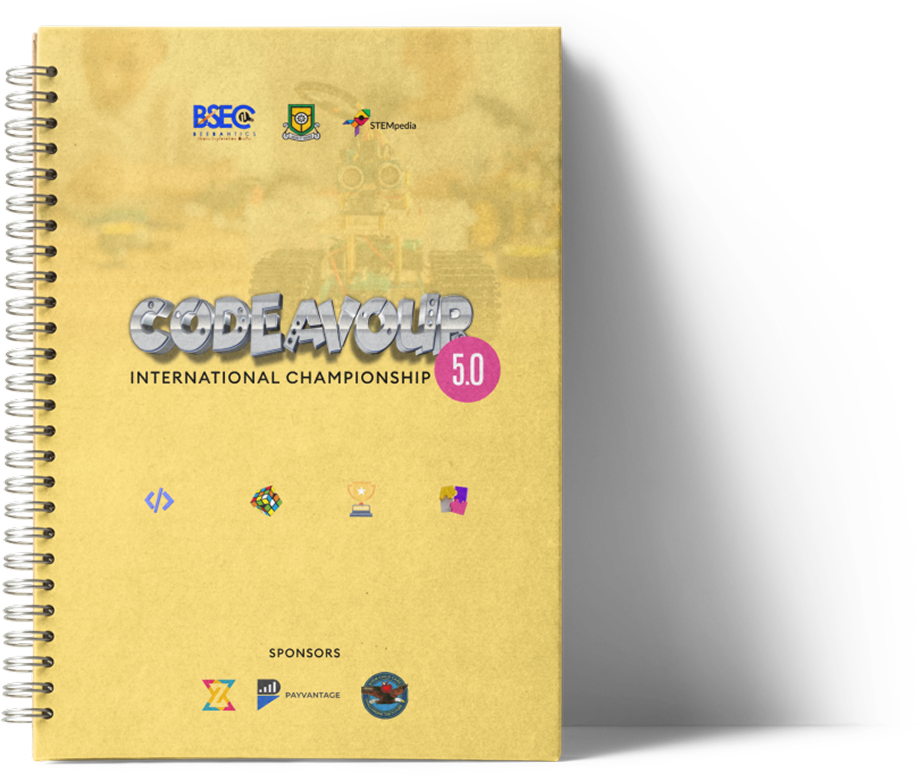 BSEC
STEMpedia
CODEAVOUR
INTERNATIONAL CHAMPIONSHIP
5.0
SPONSORS
PAYVANTAGE